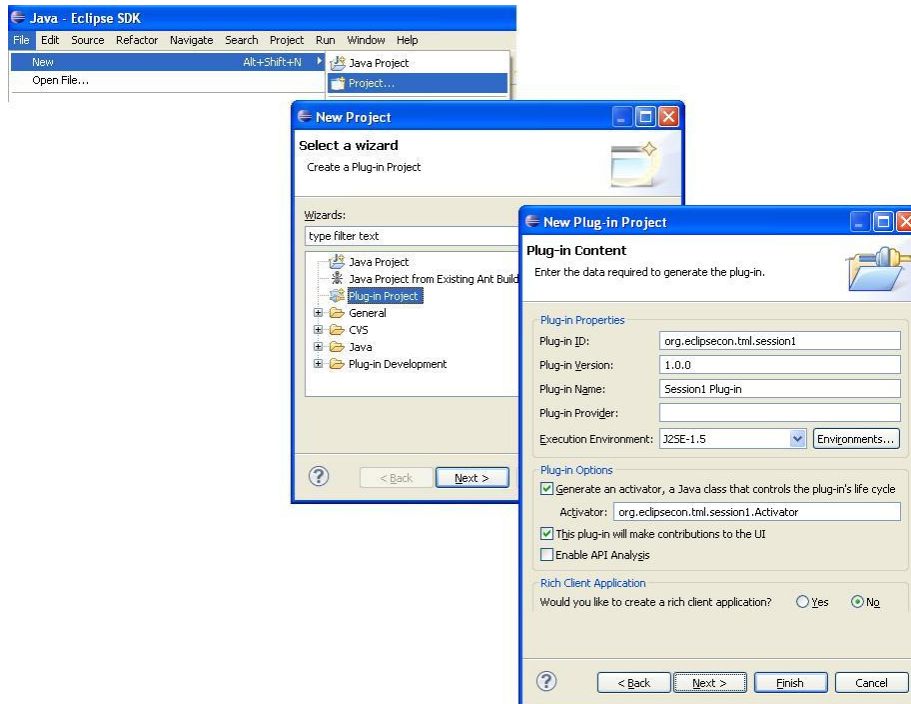 Java - Eclipse SDK
File Edit Source Refactor Navigate Search Project Run Window Help
New Alt+Shift+N
Java Project
Open File...
Project...
New Project
Select a wizard
Create a Plug-in Project
Wizards:
type filter text
Java Project
Java Project from Existing Ant Build
Plug-in Project
General
CVS
Java
Plug-in Development
? < Back Next >
New Plug-in Project
Plug-in Content
Enter the data required to generate the plug-in.
Plug-in Properties
Plug-in ID: org.eclipsecon.tml.session1
Plug-in Version: 1.0.0
Plug-in Name: Session1 Plug-in
Plug-in Provider:
Execution Environment: J2SE-1.5 Environments...
Plug-in Options
Generate an activator, a Java class that controls the plug-in's life cycle
Activator: org.eclipsecon.tml.session1.Activator
This plug-in will make contributions to the UI
Enable API Analysis
Rich Client Application
Would you like to create a rich client application? Yes No
? < Back Next > Finish Cancel